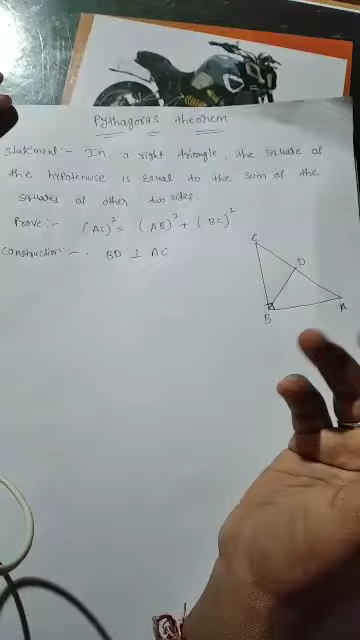 Pythagoras theorem
Statement :- In a right triangle, the square of
the hypotenuse is equal to the sum of the
squares of other two sides.
Prove :- (AC)² = (AB)² + (BC)²
Construction :- BD ⊥ AC
C
D
B
A